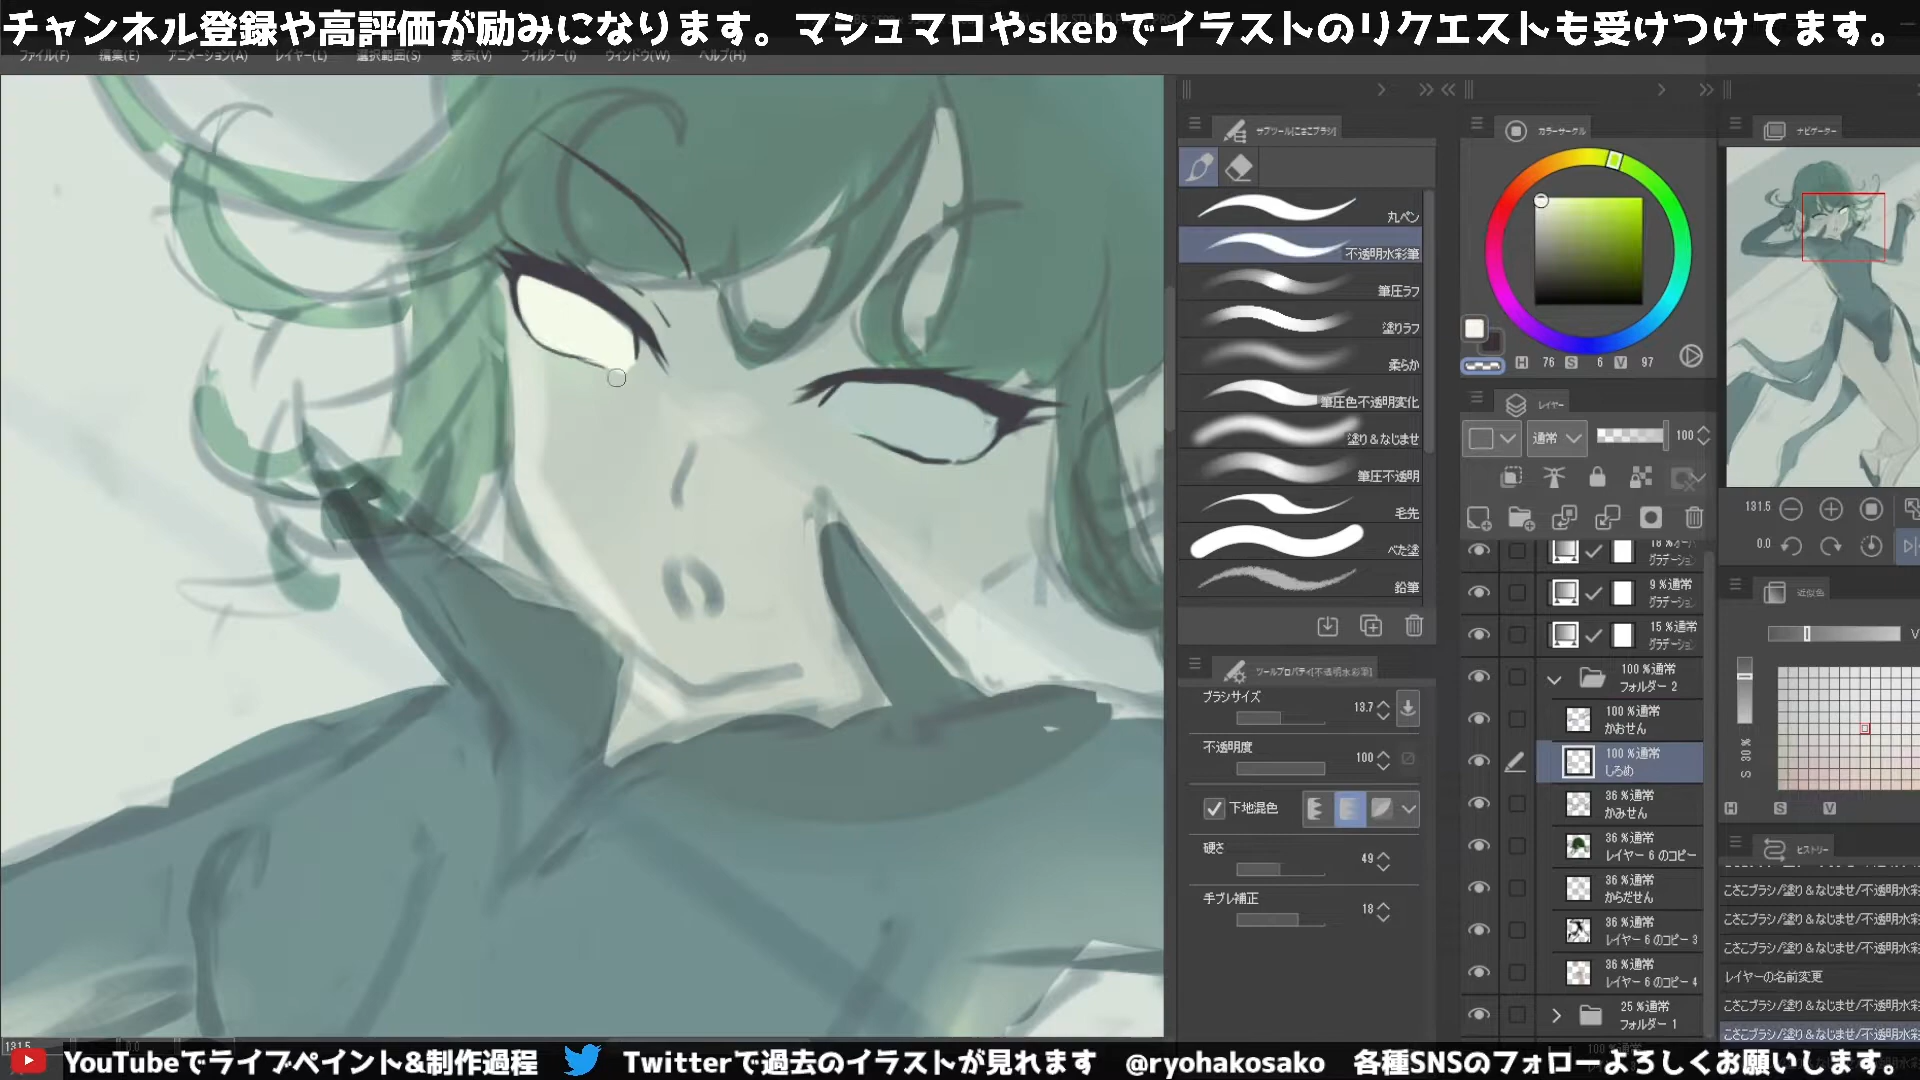 チャンネル登録や高評価が励みになります。マシュマロやskebでイラストのリクエストも受けつけてます。
ファイル(F) 編集(E) アニメーション(A) レイヤー(L) 選択範囲(S) 表示(V) フィルター(I) ウィンドウ(W) ヘルプ(H)
サブツール[こさこブラシ]
丸ペン
不透明水彩筆
筆圧ラフ
塗りラフ
柔らか
筆圧色不透明変化
塗り&なじませ
筆圧不透明
毛先
べた塗
鉛筆
ツールプロパティ[不透明水彩筆]
ブラシサイズ 13.7
不透明度 100
下地混色
硬さ 49
手ブレ補正 18
カラーサークル
H 76 S 6 V 97
レイヤー
通常 100
18 %オー
グラデーション
9 %通常
グラデーション
15 %通常
グラデーション
100 %通常
フォルダー 2
100 %通常
かおせん
100 %通常
しろめ
36 %通常
かみせん
36 %通常
レイヤー 6 のコピー
36 %通常
からだせん
36 %通常
レイヤー 6 のコピー 3
36 %通常
レイヤー 6 のコピー 4
25 %通常
フォルダー 1
100 %通常
ナビゲーター
131.5
0.0
近似色
V
S 30 %
H S V
ヒストリー
こさこブラシ/塗り&なじませ/不透明水彩
こさこブラシ/塗り&なじませ/不透明水彩
こさこブラシ/塗り&なじませ/不透明水彩
レイヤーの名前変更
こさこブラシ/塗り&なじませ/不透明水彩
こさこブラシ/塗り&なじませ/不透明水彩
131.5 0.0
YouTubeでライブペイント&制作過程 Twitterで過去のイラストが見れます @ryohakosako 各種SNSのフォローよろしくお願いします。